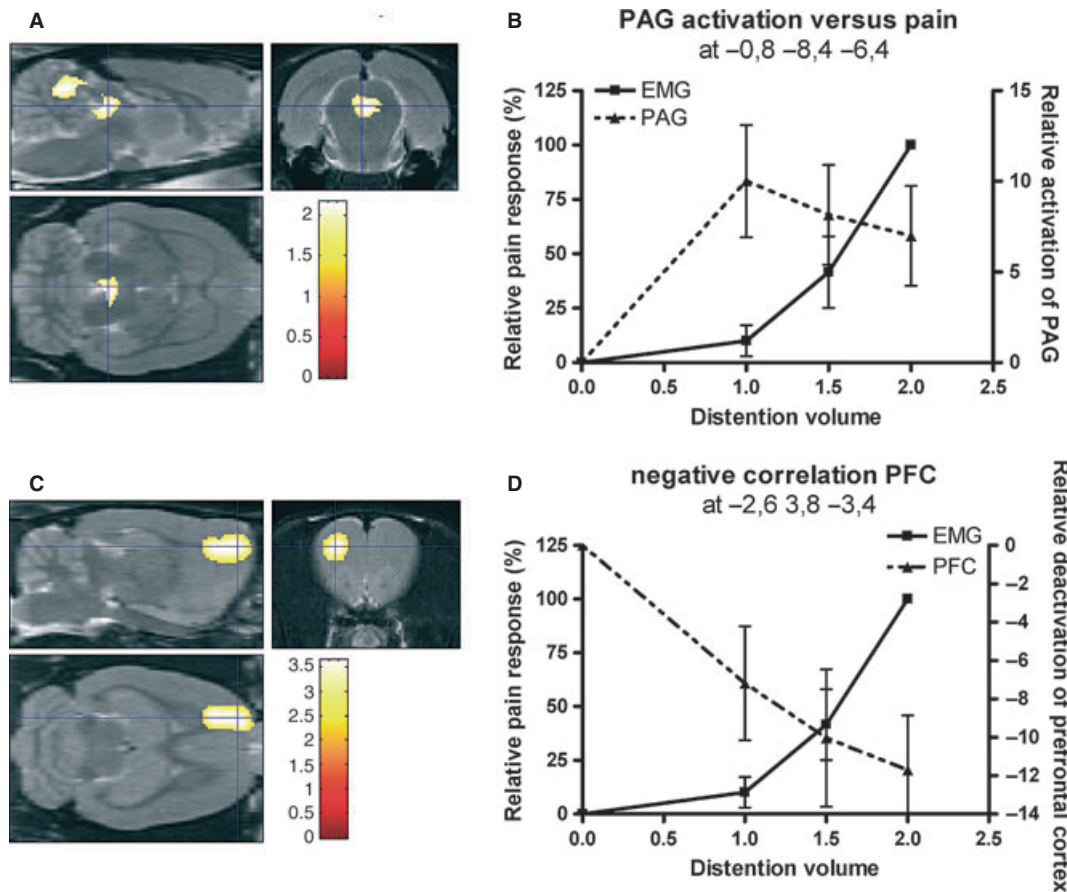 A
2
1.5
1
0.5
0
B
PAG activation versus pain
at –0,8 –8,4 –6,4
EMG
PAG
Relative pain response (%)
125
100
75
50
25
0
15
10
5
0
Relative activation of PAG
0.0 0.5 1.0 1.5 2.0 2.5
Distention volume
C
3.5
3
2.5
2
1.5
1
0.5
0
D
negative correlation PFC
at –2,6 3,8 –3,4
EMG
PFC
Relative pain response (%)
125
100
75
50
25
0
0
–2
–4
–6
–8
–10
–12
–14
Relative deactivation of prefrontal cortex
0.0 0.5 1.0 1.5 2.0 2.5
Distention volume